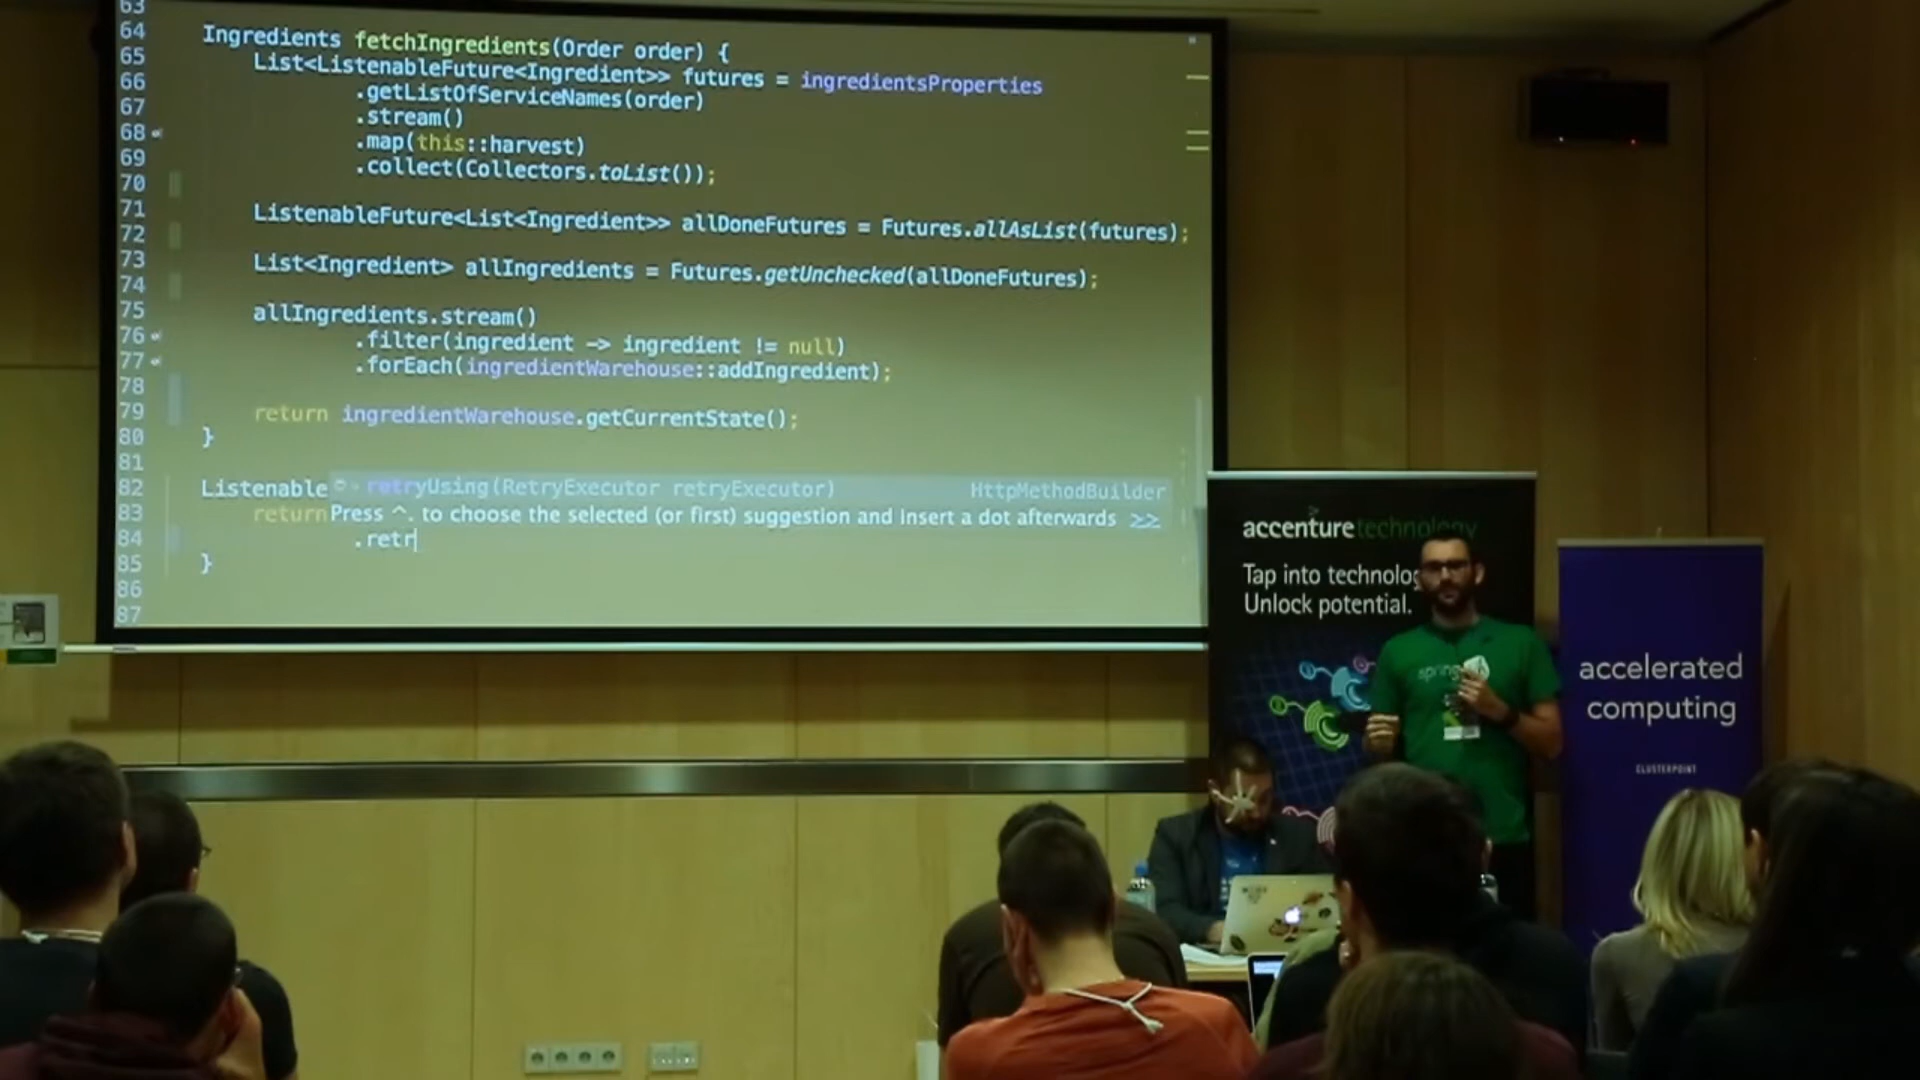 63
64 Ingredients fetchIngredients(Order order) {
65 List<ListenableFuture<Ingredient>> futures = ingredientsProperties
66 .getListOfServiceNames(order)
67 .stream()
68 .map(this::harvest)
69 .collect(Collectors.toList());
70
71 ListenableFuture<List<Ingredient>> allDoneFutures = Futures.allAsList(futures);
72
73 List<Ingredient> allIngredients = Futures.getUnchecked(allDoneFutures);
74
75 allIngredients.stream()
76 .filter(ingredient -> ingredient != null)
77 .forEach(ingredientWarehouse::addIngredient);
78
79 return ingredientWarehouse.getCurrentState();
80 }
81
82 Listenable retryUsing(RetryExecutor retryExecutor) HttpMethodBuilder
83 return Press ^. to choose the selected (or first) suggestion and insert a dot afterwards >>
84 .retr
85 }
86
87
accenturetechnology
Tap into technolog
Unlock potential.
spring
accelerated
computing
CLUSTERPOINT